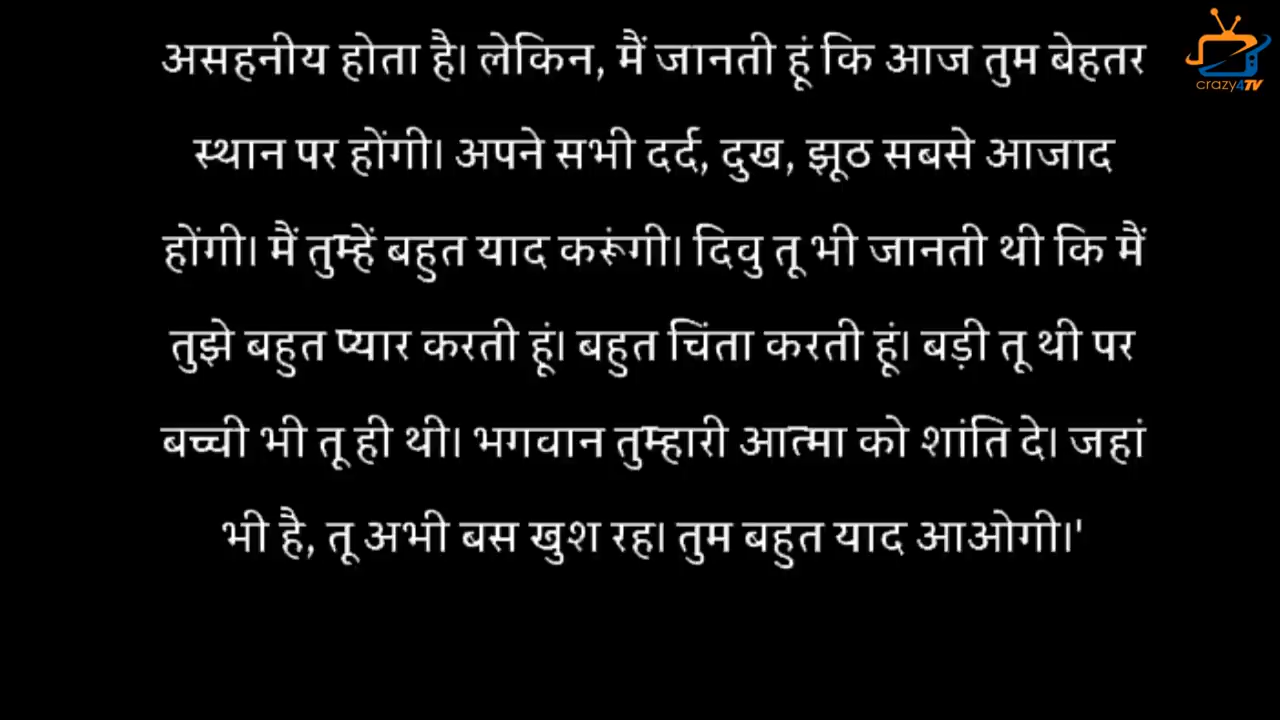 असहनीय होता है। लेकिन, मैं जानती हूं कि आज तुम बेहतर
स्थान पर होंगी। अपने सभी दर्द, दुख, झूठ सबसे आजाद
होंगी। मैं तुम्हें बहुत याद करूंगी। दिवु तू भी जानती थी कि मैं
तुझे बहुत प्यार करती हूं। बहुत चिंता करती हूं। बड़ी तू थी पर
बच्ची भी तू ही थी। भगवान तुम्हारी आत्मा को शांति दे। जहां
भी है, तू अभी बस खुश रह। तुम बहुत याद आओगी।'
crazy4TV